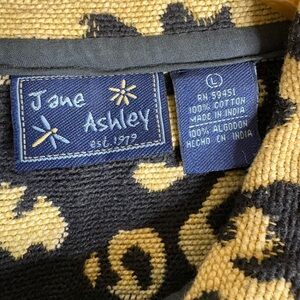 Jane
Ashley
est. 1979
L
RN 59451
100% COTTON
MADE IN INDIA
100% ALGODON
HECHO EN INDIA